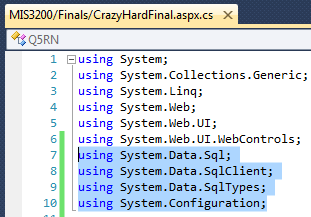 MIS3200/Finals/CrazyHardFinal.aspx.cs
Q5RN
1 using System;
2 using System.Collections.Generic;
3 using System.Linq;
4 using System.Web;
5 using System.Web.UI;
6 using System.Web.UI.WebControls;
7 using System.Data.Sql;
8 using System.Data.SqlClient;
9 using System.Data.SqlTypes;
10 using System.Configuration;